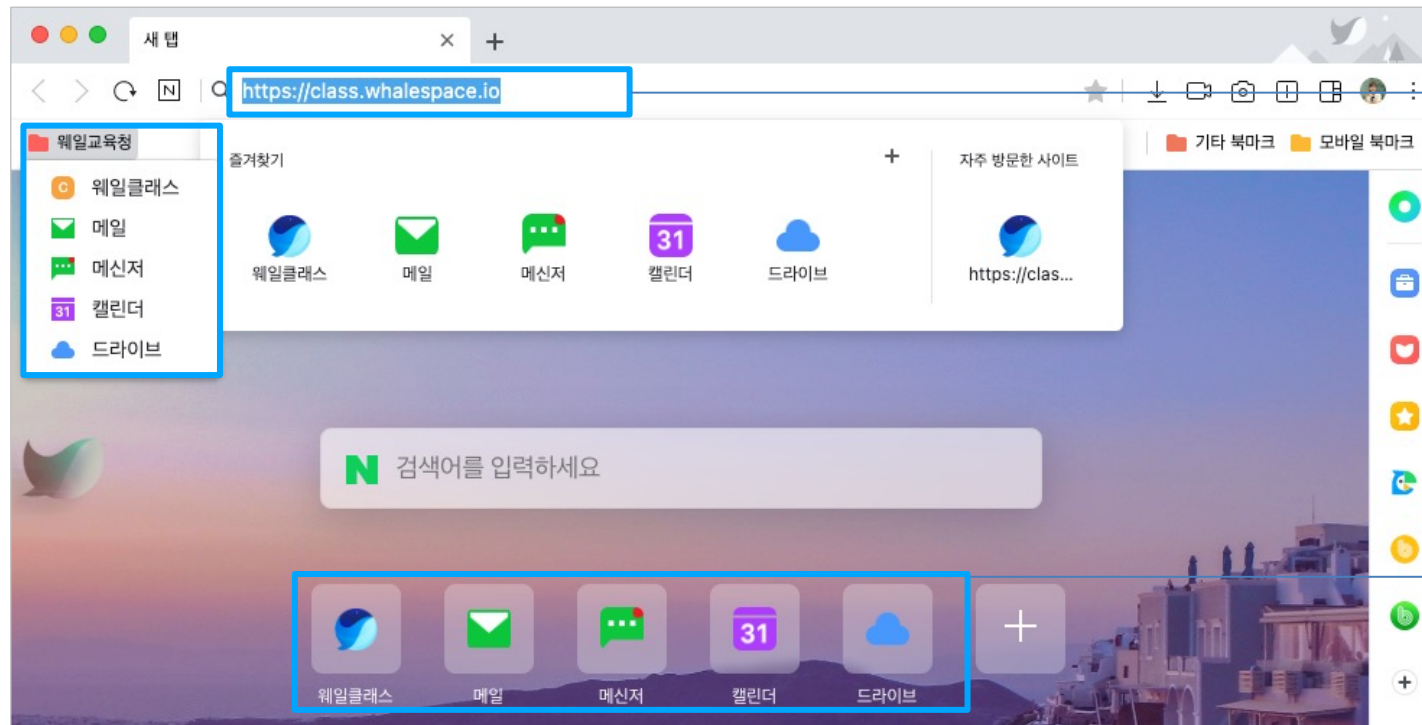 새 탭
https://class.whalespace.io
웨일교육청
기타 북마크 모바일 북마크
웨일클래스
메일
메신저
31 캘린더
드라이브
즐겨찾기
자주 방문한 사이트
31
웨일클래스 메일 메신저 캘린더 드라이브
https://clas...
N 검색어를 입력하세요
31
웨일클래스 메일 메신저 캘린더 드라이브